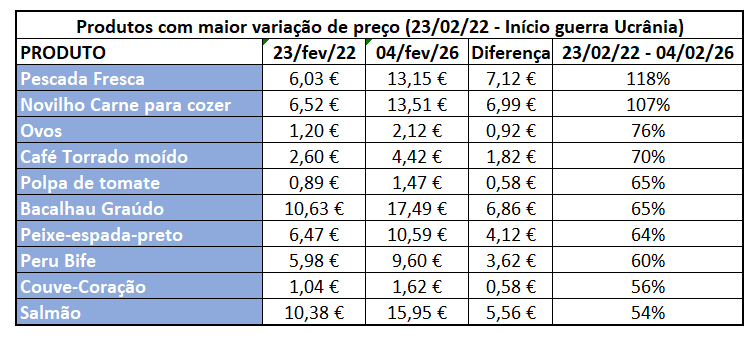 Produtos com maior variação de preço (23/02/22 - Início guerra Ucrânia)
PRODUTO 23/fev/22 04/fev/26 Diferença 23/02/22 - 04/02/26
Pescada Fresca 6,03 € 13,15 € 7,12 € 118%
Novilho Carne para cozer 6,52 € 13,51 € 6,99 € 107%
Ovos 1,20 € 2,12 € 0,92 € 76%
Café Torrado moído 2,60 € 4,42 € 1,82 € 70%
Polpa de tomate 0,89 € 1,47 € 0,58 € 65%
Bacalhau Graúdo 10,63 € 17,49 € 6,86 € 65%
Peixe-espada-preto 6,47 € 10,59 € 4,12 € 64%
Peru Bife 5,98 € 9,60 € 3,62 € 60%
Couve-Coração 1,04 € 1,62 € 0,58 € 56%
Salmão 10,38 € 15,95 € 5,56 € 54%